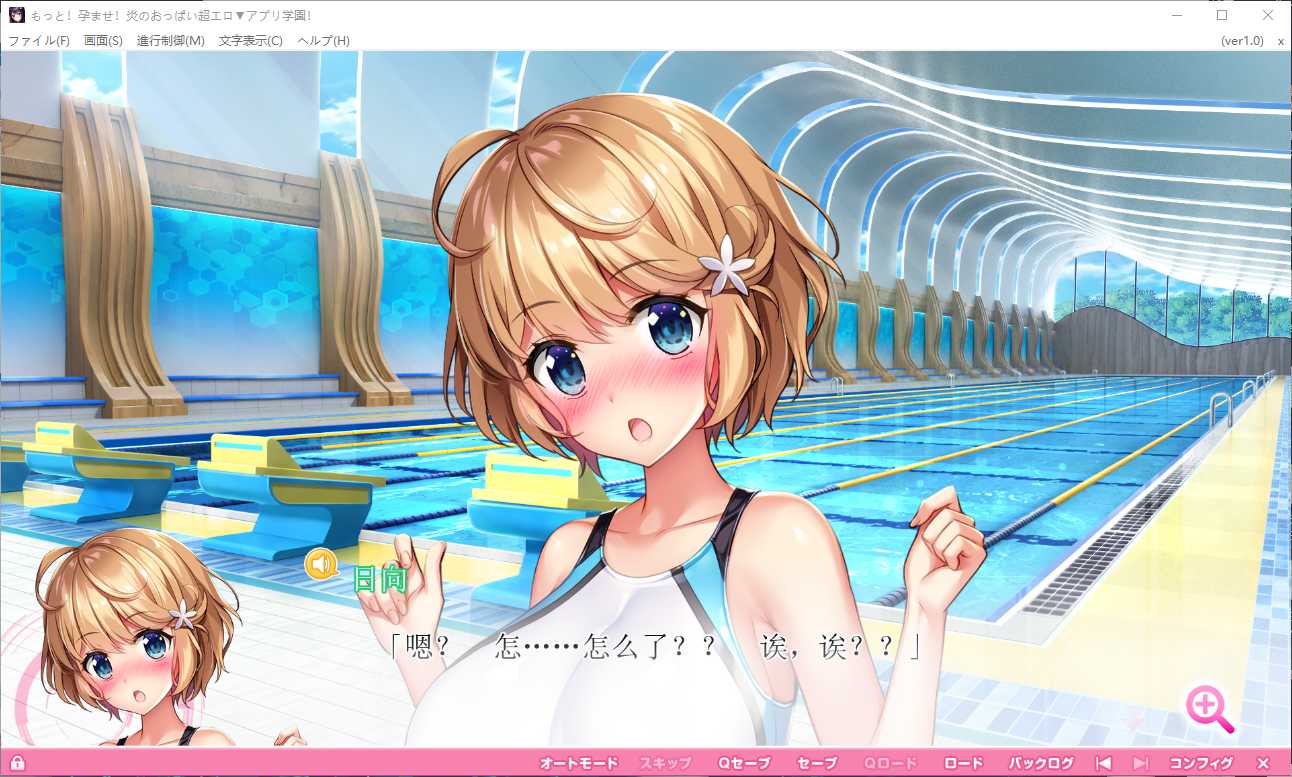 もっと！孕ませ！炎のおっぱい超エロ▼アプリ学園！
ファイル(F) 画面(S) 進行制御(M) 文字表示(C) ヘルプ(H) (ver1.0) x
日向
「嗯？ 怎……怎么了？？ 诶，诶？？」
オートモード スキップ Qセーブ セーブ Qロード ロード バックログ コンフィグ